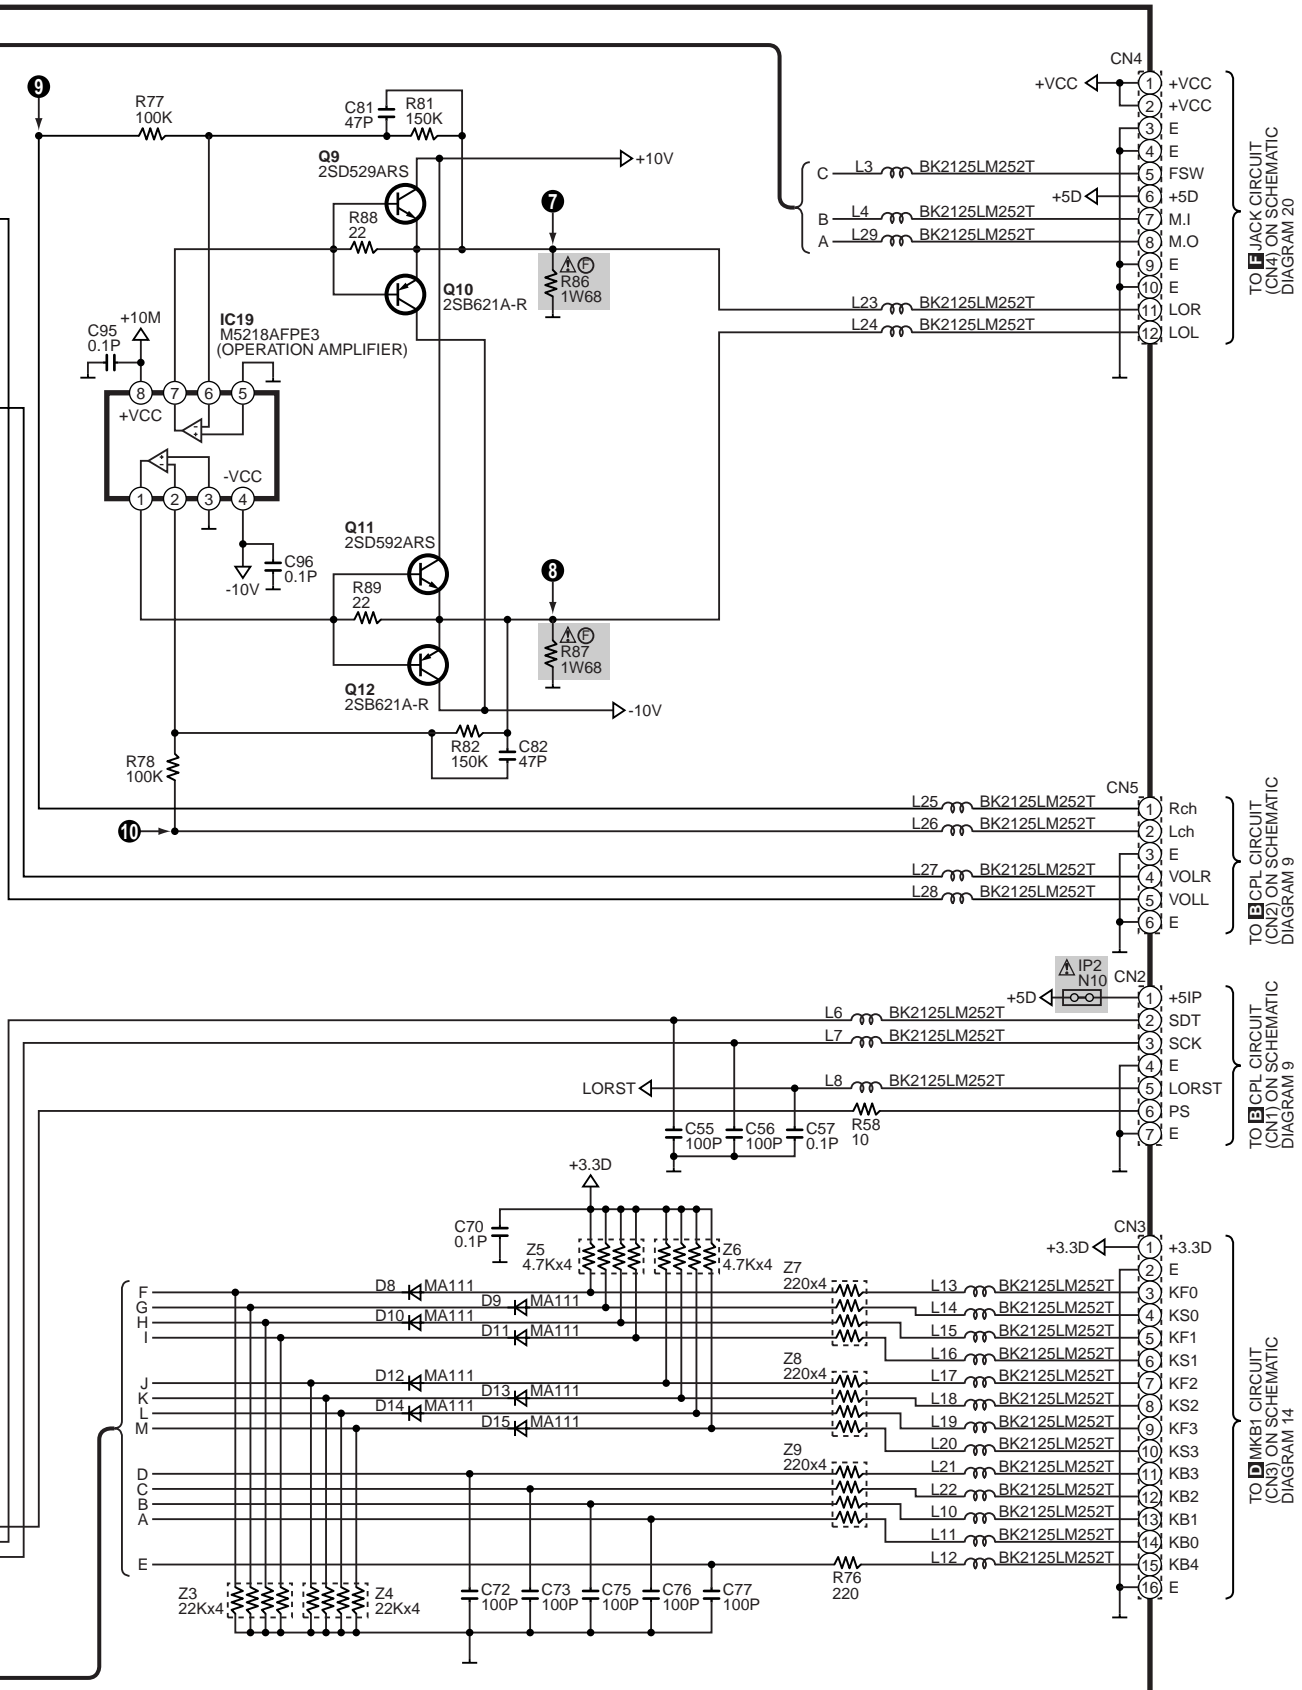 CN4
+VCC
1 +VCC
2 +VCC
3 E
4 E
C L3 BK2125LM252T 5 FSW
+5D 6 +5D
B L4 BK2125LM252T 7 M.I
A L29 BK2125LM252T 8 M.O
9 E
10 E
L23 BK2125LM252T 11 LOR
L24 BK2125LM252T 12 LOL
TO F JACK CIRCUIT
(CN4) ON SCHEMATIC
DIAGRAM 20
9
R77
100K
C81
47P
R81
150K
Q9
2SD529ARS
+10V
R88
22
7
Q10
2SB621A-R
F
R86
1W68
+10M
C95
0.1P
IC19
M5218AFPE3
(OPERATION AMPLIFIER)
8 7 6 5
+VCC
-VCC
1 2 3 4
C96
0.1P
-10V
Q11
2SD592ARS
R89
22
8
F
R87
1W68
Q12
2SB621A-R
-10V
R82
150K
C82
47P
R78
100K
10
CN5
L25 BK2125LM252T 1 Rch
L26 BK2125LM252T 2 Lch
3 E
L27 BK2125LM252T 4 VOLR
L28 BK2125LM252T 5 VOLL
6 E
TO B CPL CIRCUIT
(CN2) ON SCHEMATIC
DIAGRAM 9
IP2
N10
CN2
+5D 1 +5IP
L6 BK2125LM252T 2 SDT
L7 BK2125LM252T 3 SCK
4 E
LORST L8 BK2125LM252T 5 LORST
6 PS
R58
10
7 E
TO B CPL CIRCUIT
(CN1) ON SCHEMATIC
DIAGRAM 9
C55
100P
C56
100P
C57
0.1P
+3.3D
C70
0.1P
Z5
4.7Kx4
Z6
4.7Kx4
CN3
+3.3D 1 +3.3D
2 E
Z7
220x4
F D8 MA111 L13 BK2125LM252T 3 KF0
G D9 MA111 L14 BK2125LM252T 4 KS0
H D10 MA111 L15 BK2125LM252T 5 KF1
I D11 MA111 L16 BK2125LM252T 6 KS1
Z8
220x4
J D12 MA111 L17 BK2125LM252T 7 KF2
K D13 MA111 L18 BK2125LM252T 8 KS2
L D14 MA111 L19 BK2125LM252T 9 KF3
M D15 MA111 L20 BK2125LM252T 10 KS3
Z9
220x4
D L21 BK2125LM252T 11 KB3
C L22 BK2125LM252T 12 KB2
B L10 BK2125LM252T 13 KB1
A L11 BK2125LM252T 14 KB0
E L12 BK2125LM252T 15 KB4
R76
220
16 E
TO D MKB1 CIRCUIT
(CN3) ON SCHEMATIC
DIAGRAM 14
Z3
22Kx4
Z4
22Kx4
C72
100P
C73
100P
C75
100P
C76
100P
C77
100P